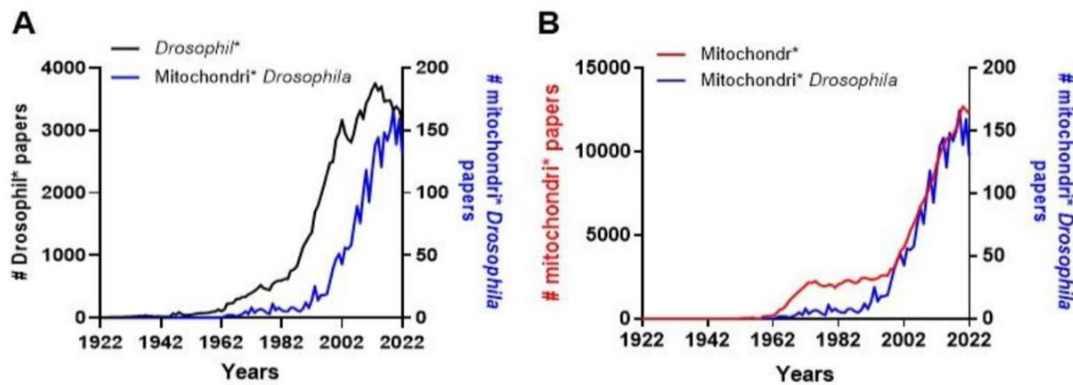 A
Drosophil*
Mitochondri* Drosophila
# Drosophil* papers
4000
3000
2000
1000
0
200
150
100
50
0
# mitochondri* Drosophila
papers
1922
1942
1962
1982
2002
2022
Years
B
Mitochondr*
Mitochondri* Drosophila
# mitochondri* papers
15000
10000
5000
0
200
150
100
50
0
# mitochondri* Drosophila
papers
1922
1942
1962
1982
2002
2022
Years